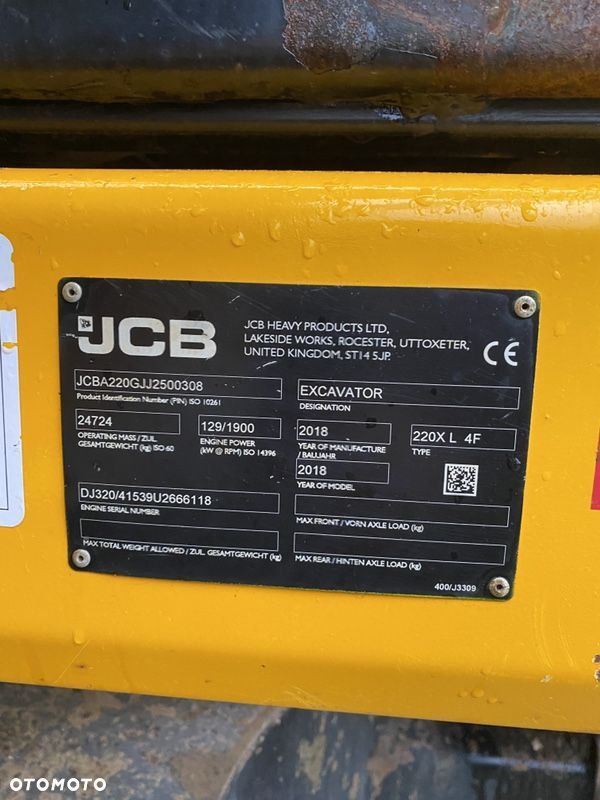 JCB
JCB HEAVY PRODUCTS LTD,
LAKESIDE WORKS, ROCESTER, UTTOXETER,
UNITED KINGDOM, ST14 5JP.
CE
JCBA220GJJ2500308
Product Identification Number (PIN) ISO 10261
EXCAVATOR
DESIGNATION
24724
OPERATING MASS / ZUL.
GESAMTGEWICHT (kg) ISO 60
129/1900
ENGINE POWER
(kW @ RPM) ISO 14396
2018
YEAR OF MANUFACTURE
/ BAUJAHR
220X L 4F
TYPE
2018
YEAR OF MODEL
DJ320/41539U2666118
ENGINE SERIAL NUMBER
MAX FRONT / VORN AXLE LOAD (kg)
MAX TOTAL WEIGHT ALLOWED / ZUL. GESAMTGEWICHT (kg)
MAX REAR / HINTEN AXLE LOAD (kg)
400/J3309
OTOMOTO